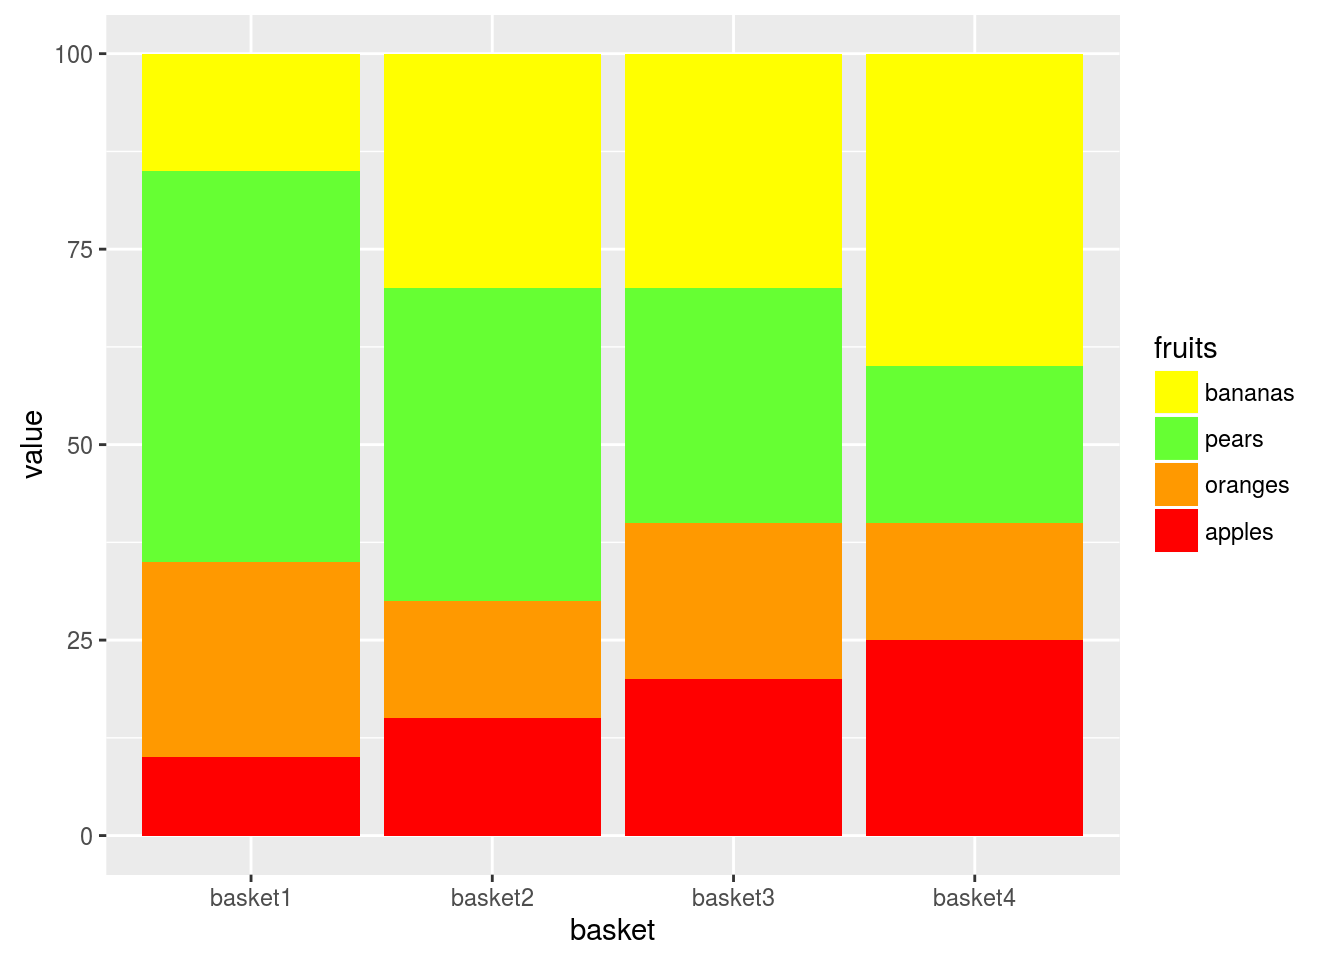 100
75
50
25
0
value
basket1 basket2 basket3 basket4
basket
fruits
bananas
pears
oranges
apples